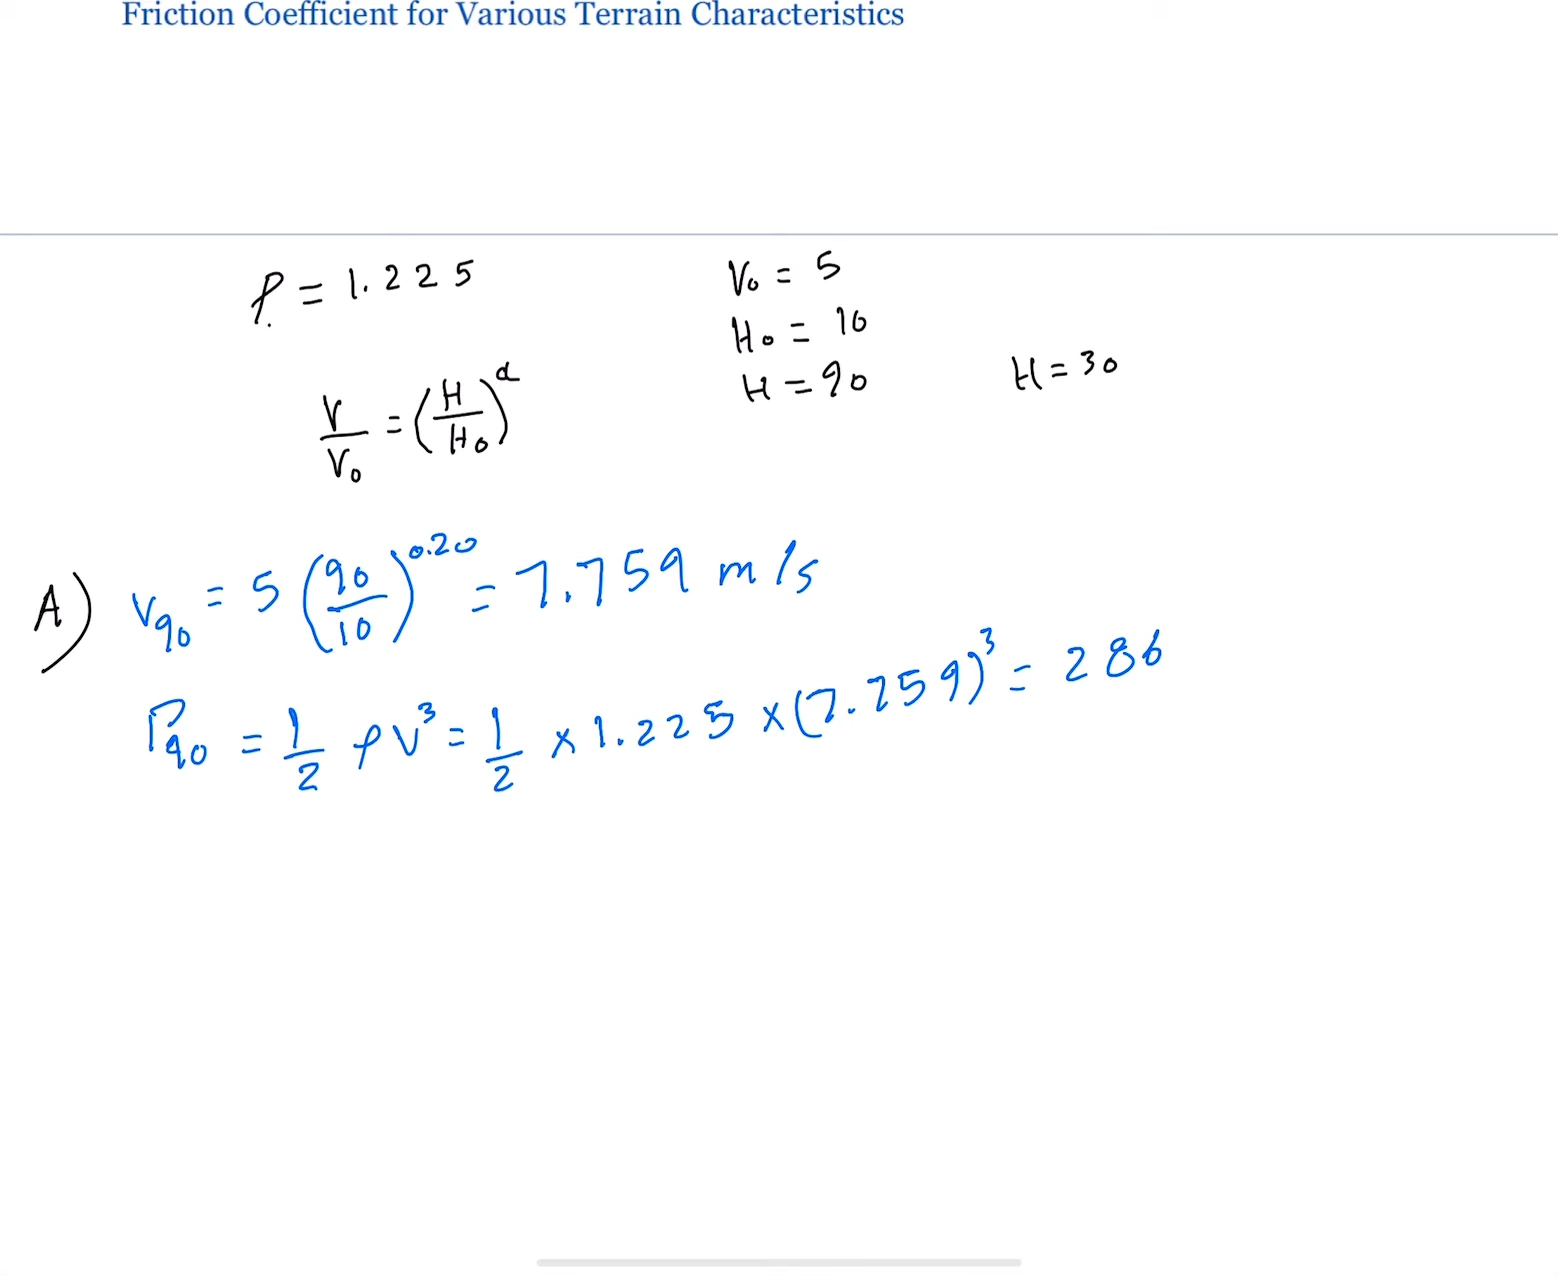 Friction Coefficient for Various Terrain Characteristics
ρ = 1.225
V₀ = 5
H₀ = 10
H = 90
H = 30
V/V₀ = (H/H₀)^α
A) V₉₀ = 5 (90/10)^0.20 = 7.759 m/s
P₉₀ = 1/2 ρV³ = 1/2 × 1.225 × (7.759)³ = 286